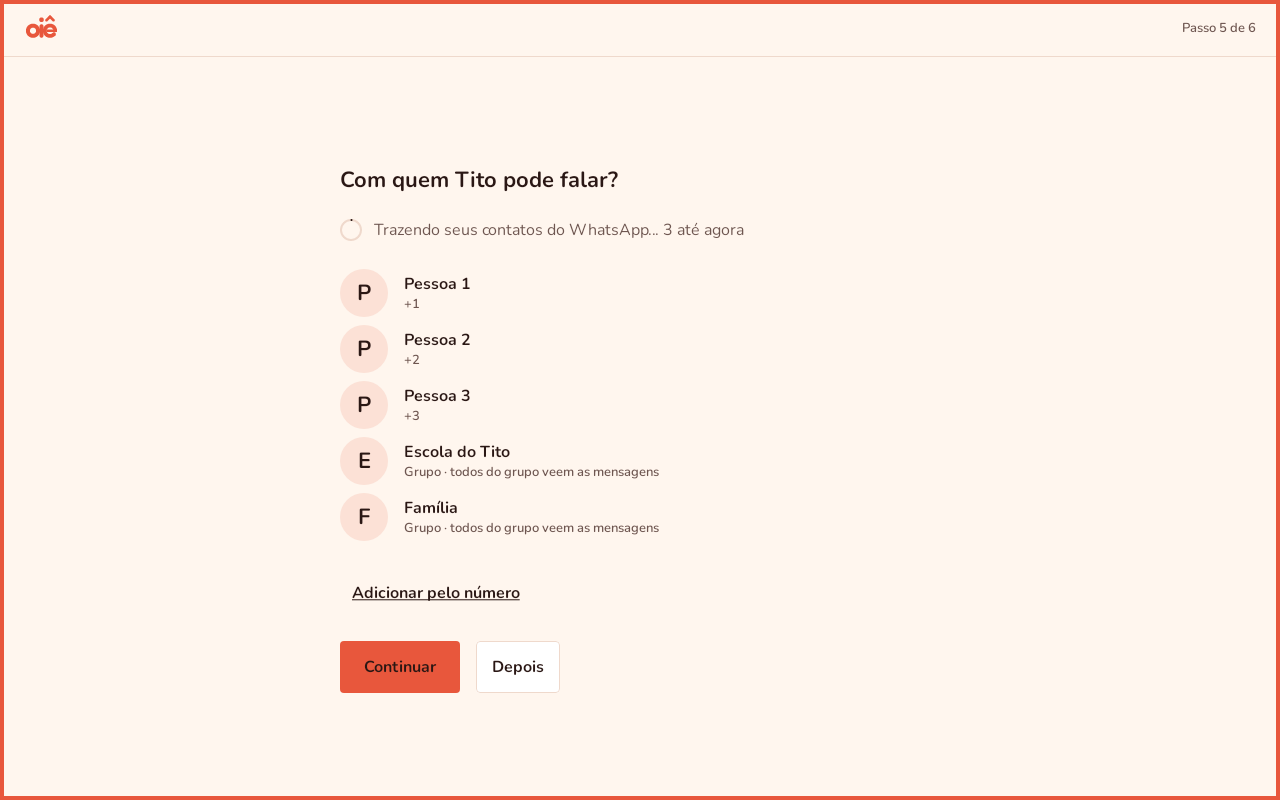 oiê
Passo 5 de 6
Com quem Tito pode falar?
Trazendo seus contatos do WhatsApp... 3 até agora
P
Pessoa 1
+1
P
Pessoa 2
+2
P
Pessoa 3
+3
E
Escola do Tito
Grupo · todos do grupo veem as mensagens
F
Família
Grupo · todos do grupo veem as mensagens
Adicionar pelo número
Continuar
Depois